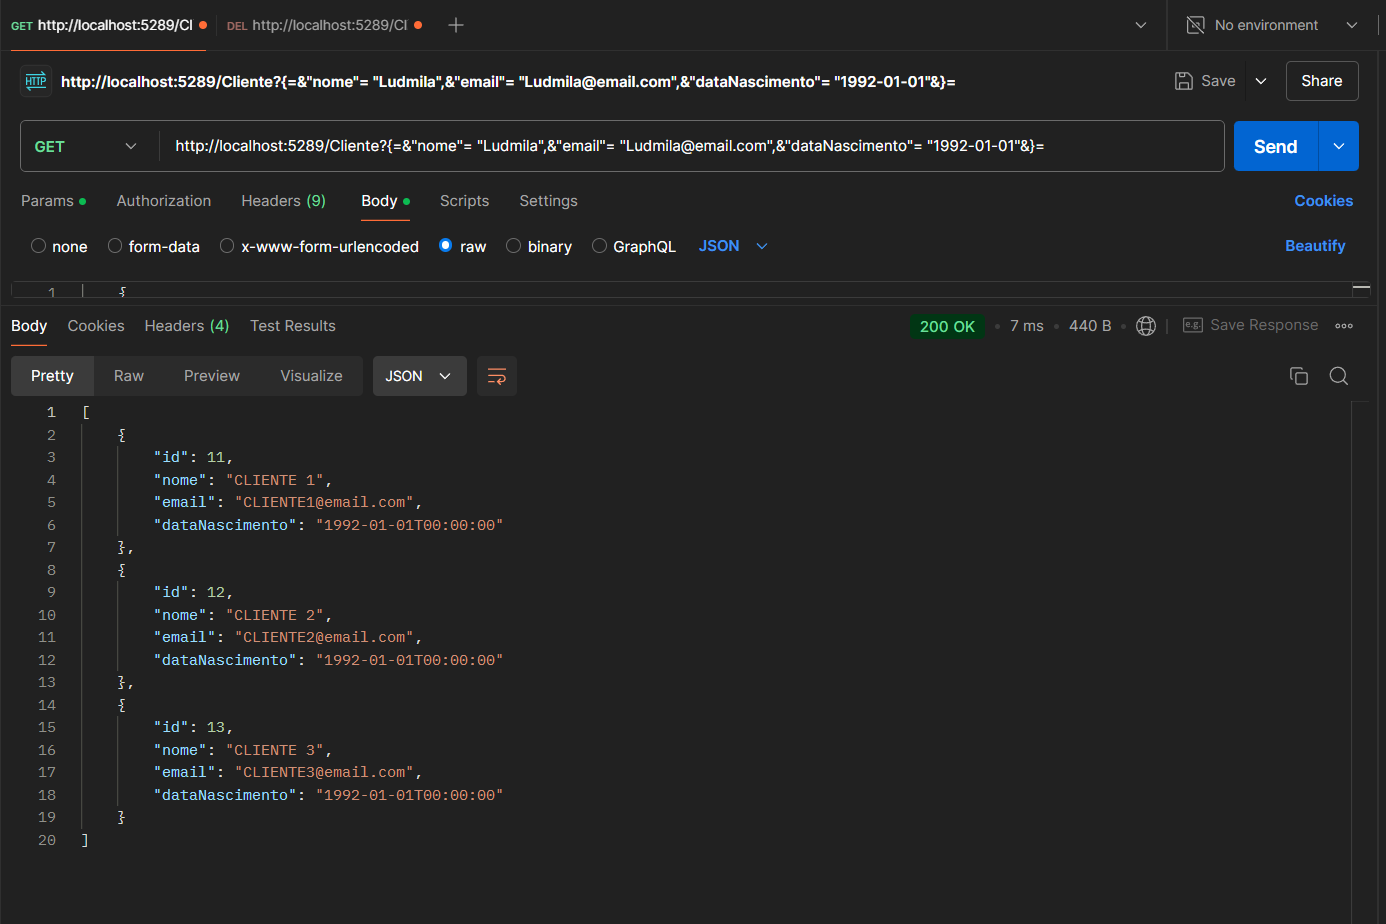 GET http://localhost:5289/Cl DEL http://localhost:5289/Cl No environment
HTTP http://localhost:5289/Cliente?{=&"nome"= "Ludmila",&"email"= "Ludmila@email.com",&"dataNascimento"= "1992-01-01"&}= Save Share
GET http://localhost:5289/Cliente?{=&"nome"= "Ludmila",&"email"= "Ludmila@email.com",&"dataNascimento"= "1992-01-01"&}= Send
Params Authorization Headers (9) Body Scripts Settings Cookies
none form-data x-www-form-urlencoded raw binary GraphQL JSON Beautify
1 {
Body Cookies Headers (4) Test Results 200 OK 7 ms 440 B e.g. Save Response
Pretty Raw Preview Visualize JSON
1 [
2 {
3 "id": 11,
4 "nome": "CLIENTE 1",
5 "email": "CLIENTE1@email.com",
6 "dataNascimento": "1992-01-01T00:00:00"
7 },
8 {
9 "id": 12,
10 "nome": "CLIENTE 2",
11 "email": "CLIENTE2@email.com",
12 "dataNascimento": "1992-01-01T00:00:00"
13 },
14 {
15 "id": 13,
16 "nome": "CLIENTE 3",
17 "email": "CLIENTE3@email.com",
18 "dataNascimento": "1992-01-01T00:00:00"
19 }
20 ]